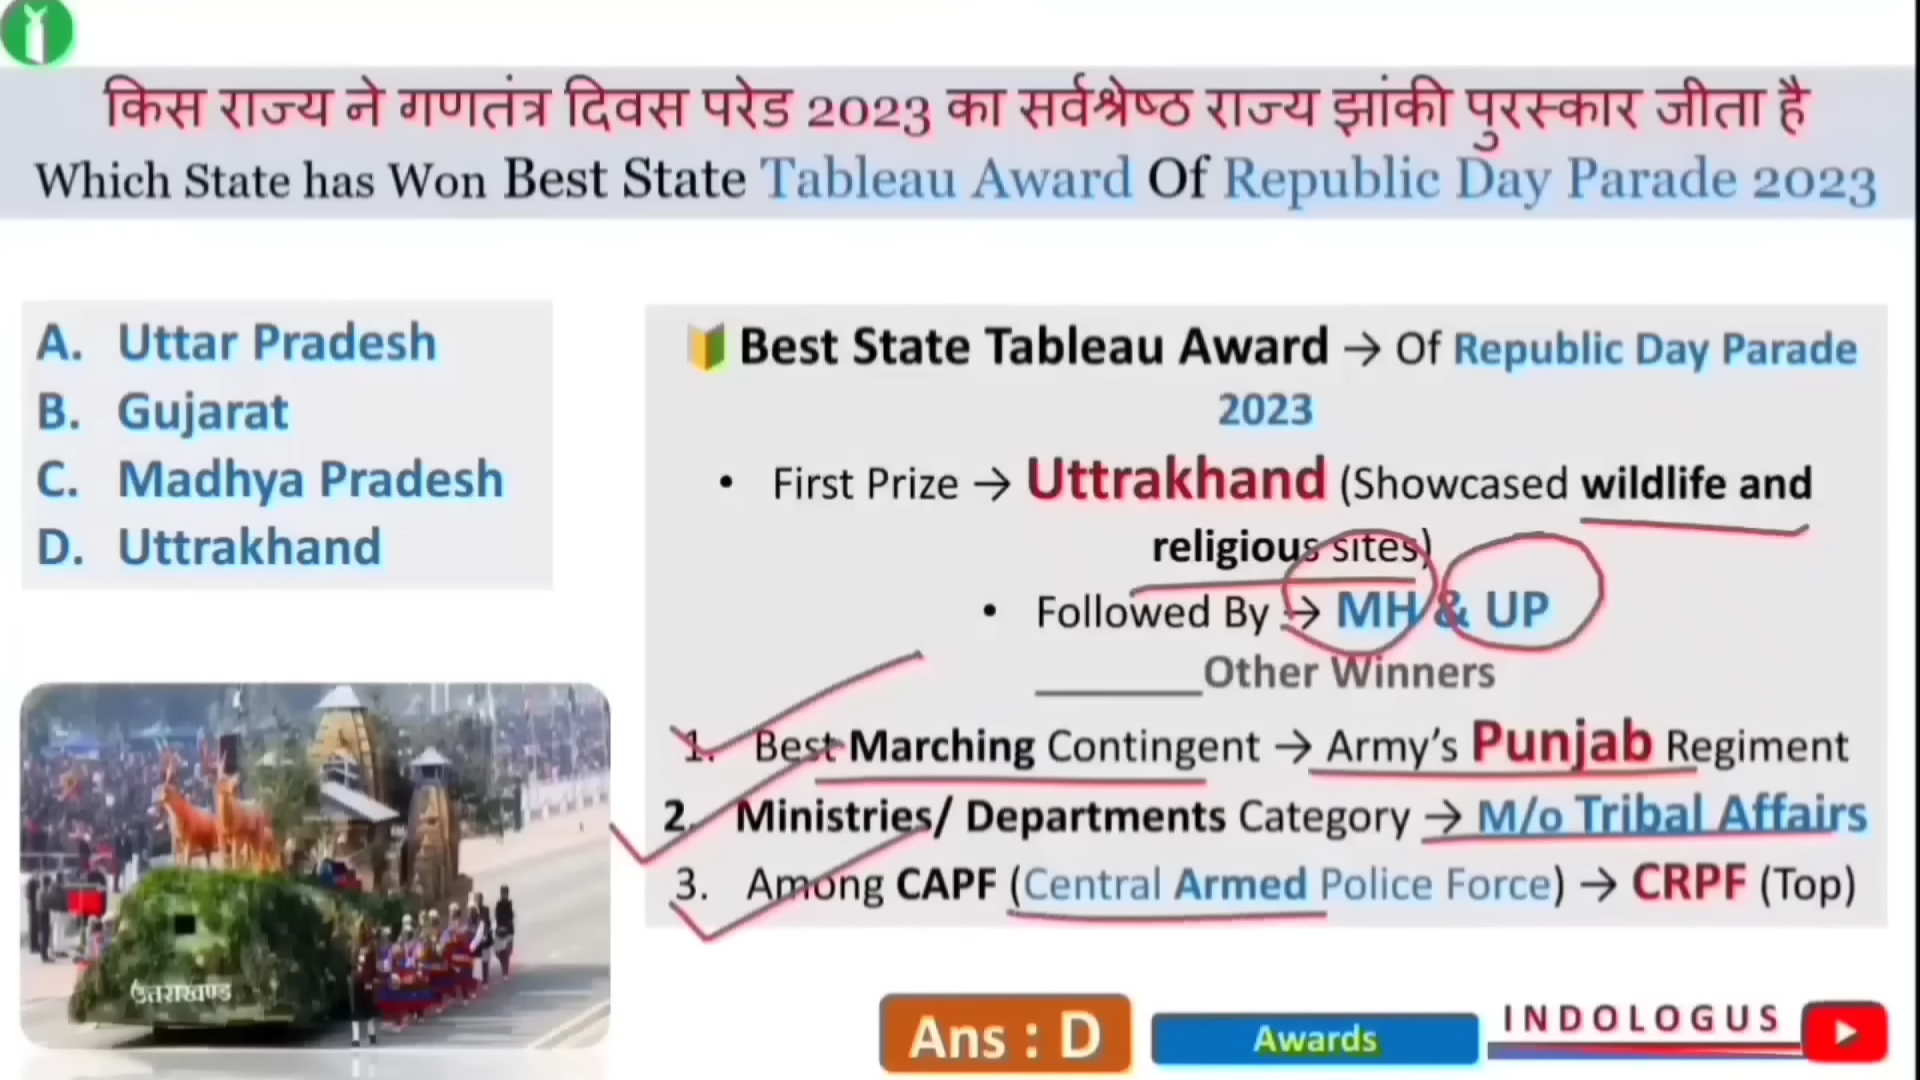 किस राज्य ने गणतंत्र दिवस परेड 2023 का सर्वश्रेष्ठ राज्य झांकी पुरस्कार जीता है
Which State has Won Best State Tableau Award Of Republic Day Parade 2023
A. Uttar Pradesh
B. Gujarat
C. Madhya Pradesh
D. Uttrakhand
Best State Tableau Award → Of Republic Day Parade
2023
• First Prize → Uttrakhand (Showcased wildlife and
religious sites)
• Followed By → MH & UP
________Other Winners
1. Best Marching Contingent → Army's Punjab Regiment
2. Ministries/ Departments Category → M/o Tribal Affairs
3. Among CAPF (Central Armed Police Force) → CRPF (Top)
उत्तराखण्ड
Ans : D
Awards
INDOLOGUS